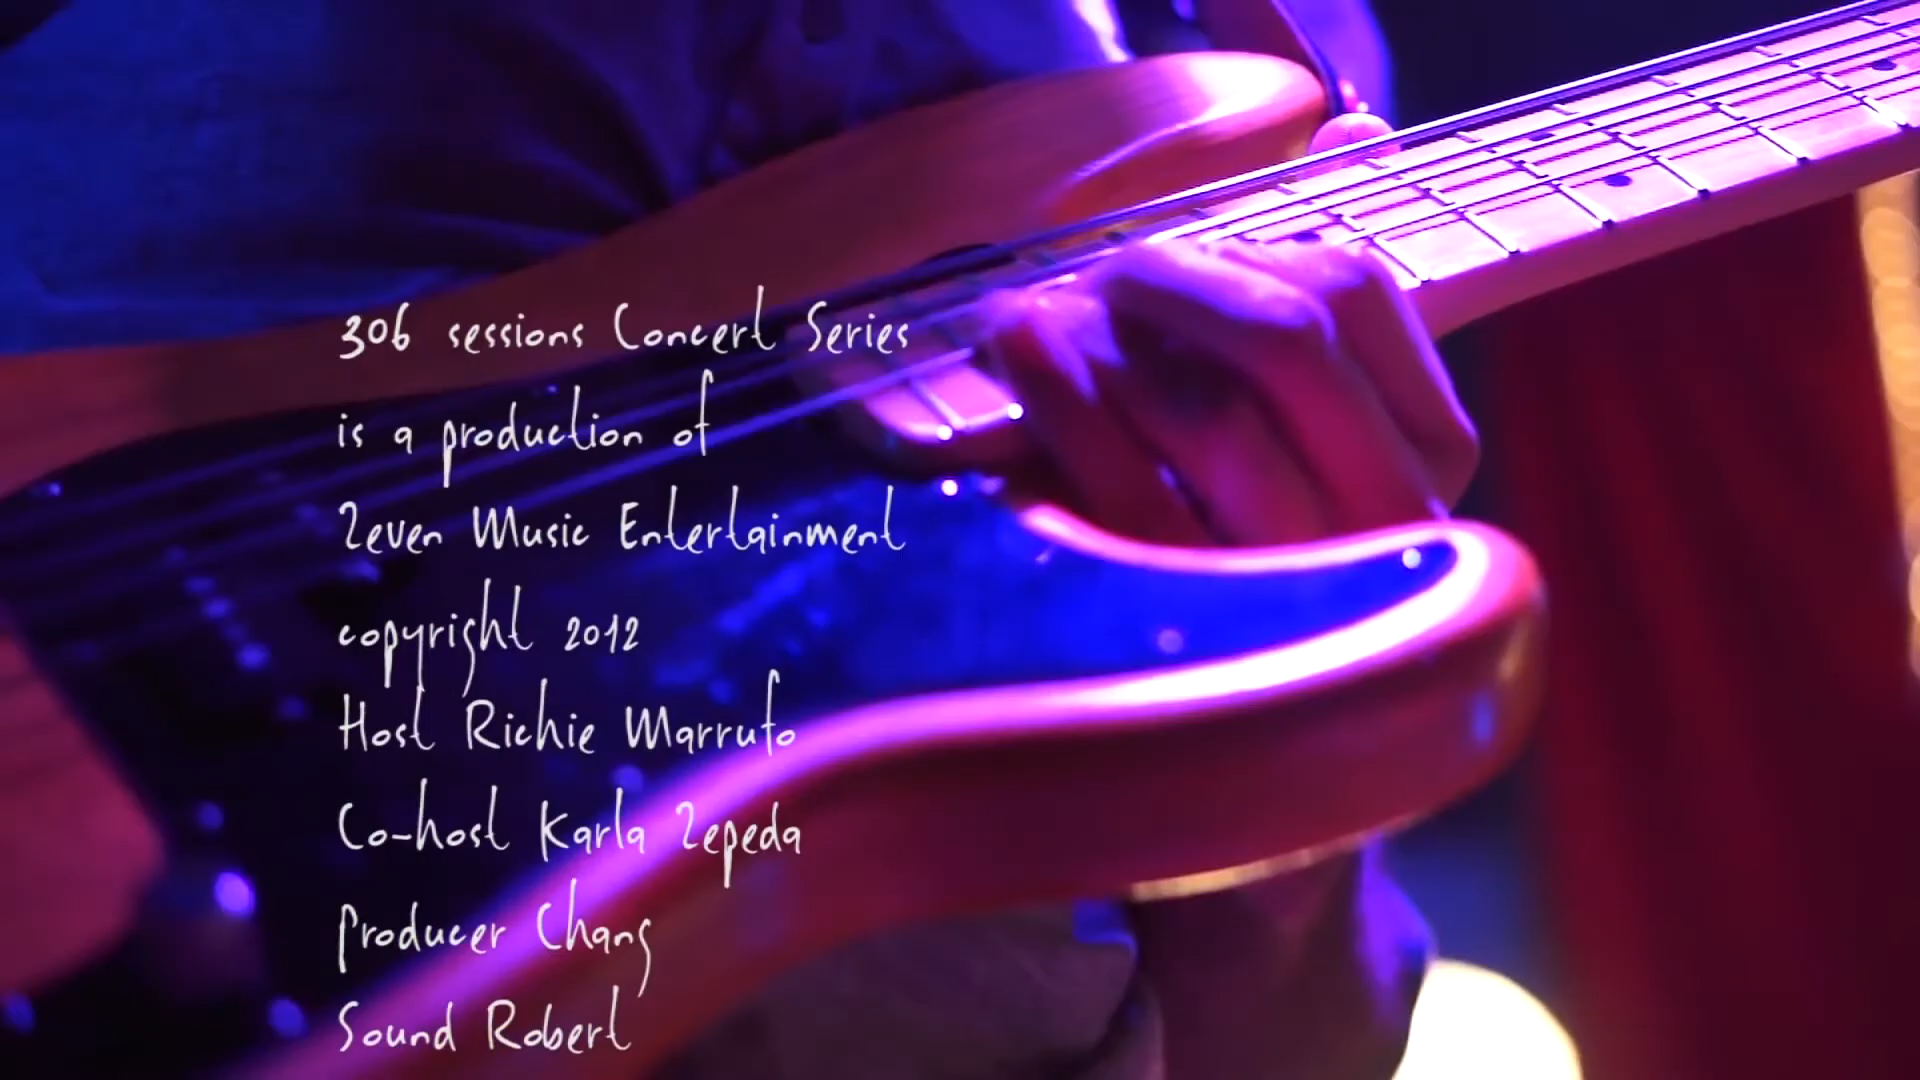 306 sessions Concert Series
is a production of
Zeven Music Entertainment
copyright 2012
Host Richie Marrufo
Co-host Karla Zepeda
Producer Chang
Sound Robert